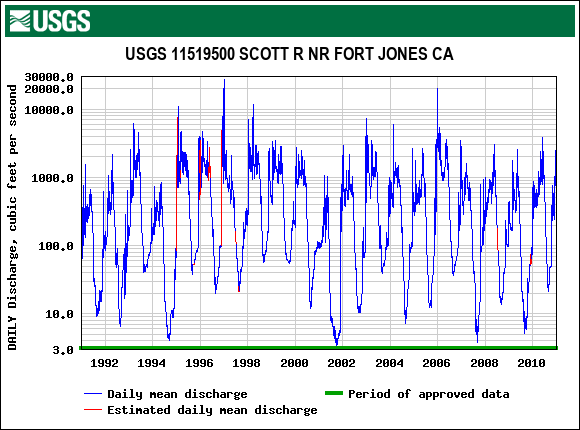 USGS
USGS 11519500 SCOTT R NR FORT JONES CA
DAILY Discharge, cubic feet per second
30000.0
20000.0
10000.0
1000.0
100.0
10.0
3.0
1992 1994 1996 1998 2000 2002 2004 2006 2008 2010
Daily mean discharge
Estimated daily mean discharge
Period of approved data